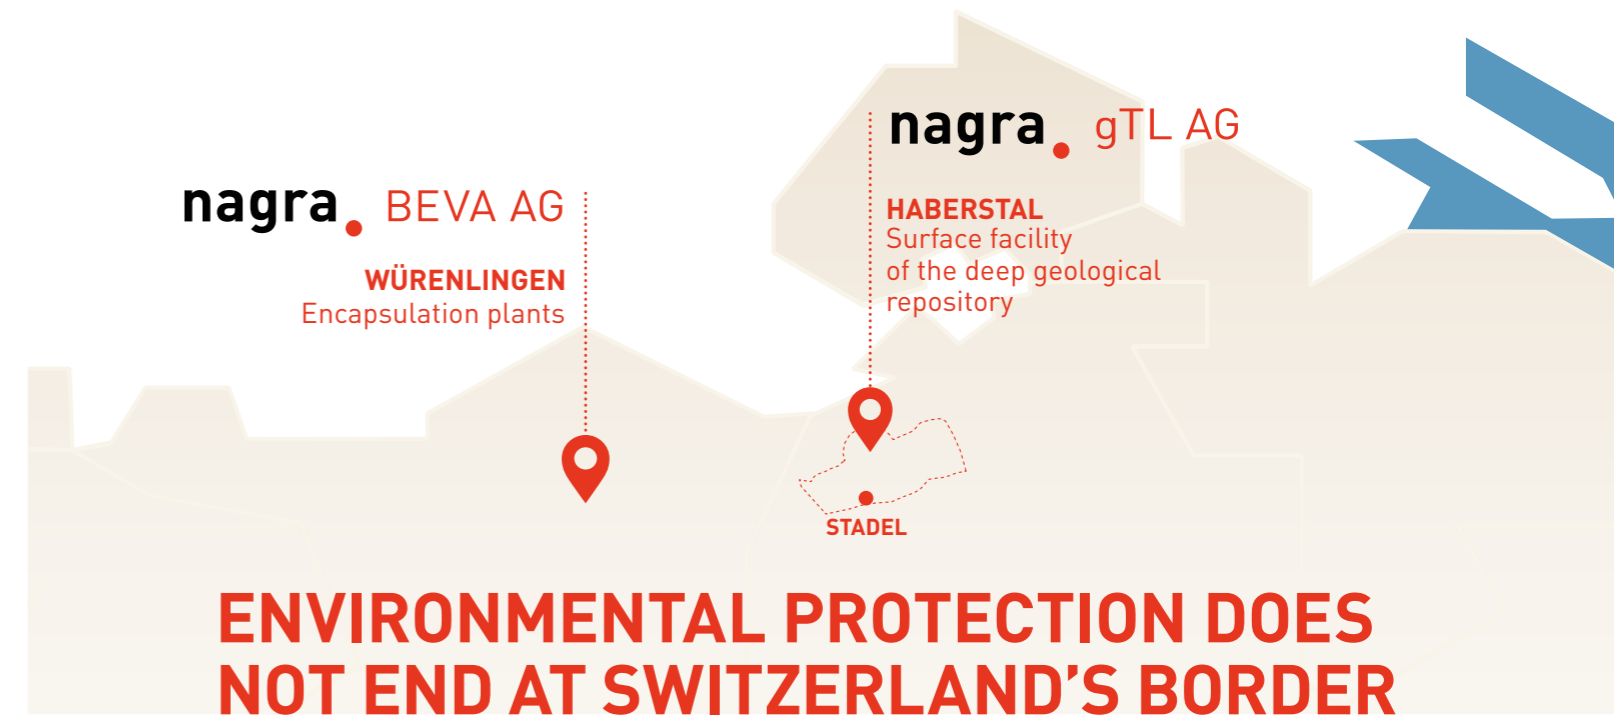 nagra. BEVA AG
WÜRENLINGEN
Encapsulation plants
nagra. gTL AG
HABERSTAL
Surface facility
of the deep geological
repository
STADEL
ENVIRONMENTAL PROTECTION DOES
NOT END AT SWITZERLAND’S BORDER